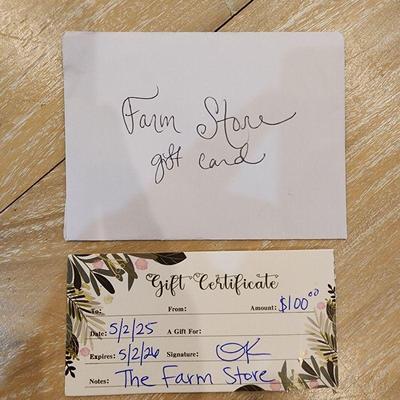 Farm Store
gift card
Gift Certificate
To: From: Amount: $100.00
Date: 5/2/25 A Gift For:
Expires: 5/2/26 Signature: OK
Notes: The Farm Store